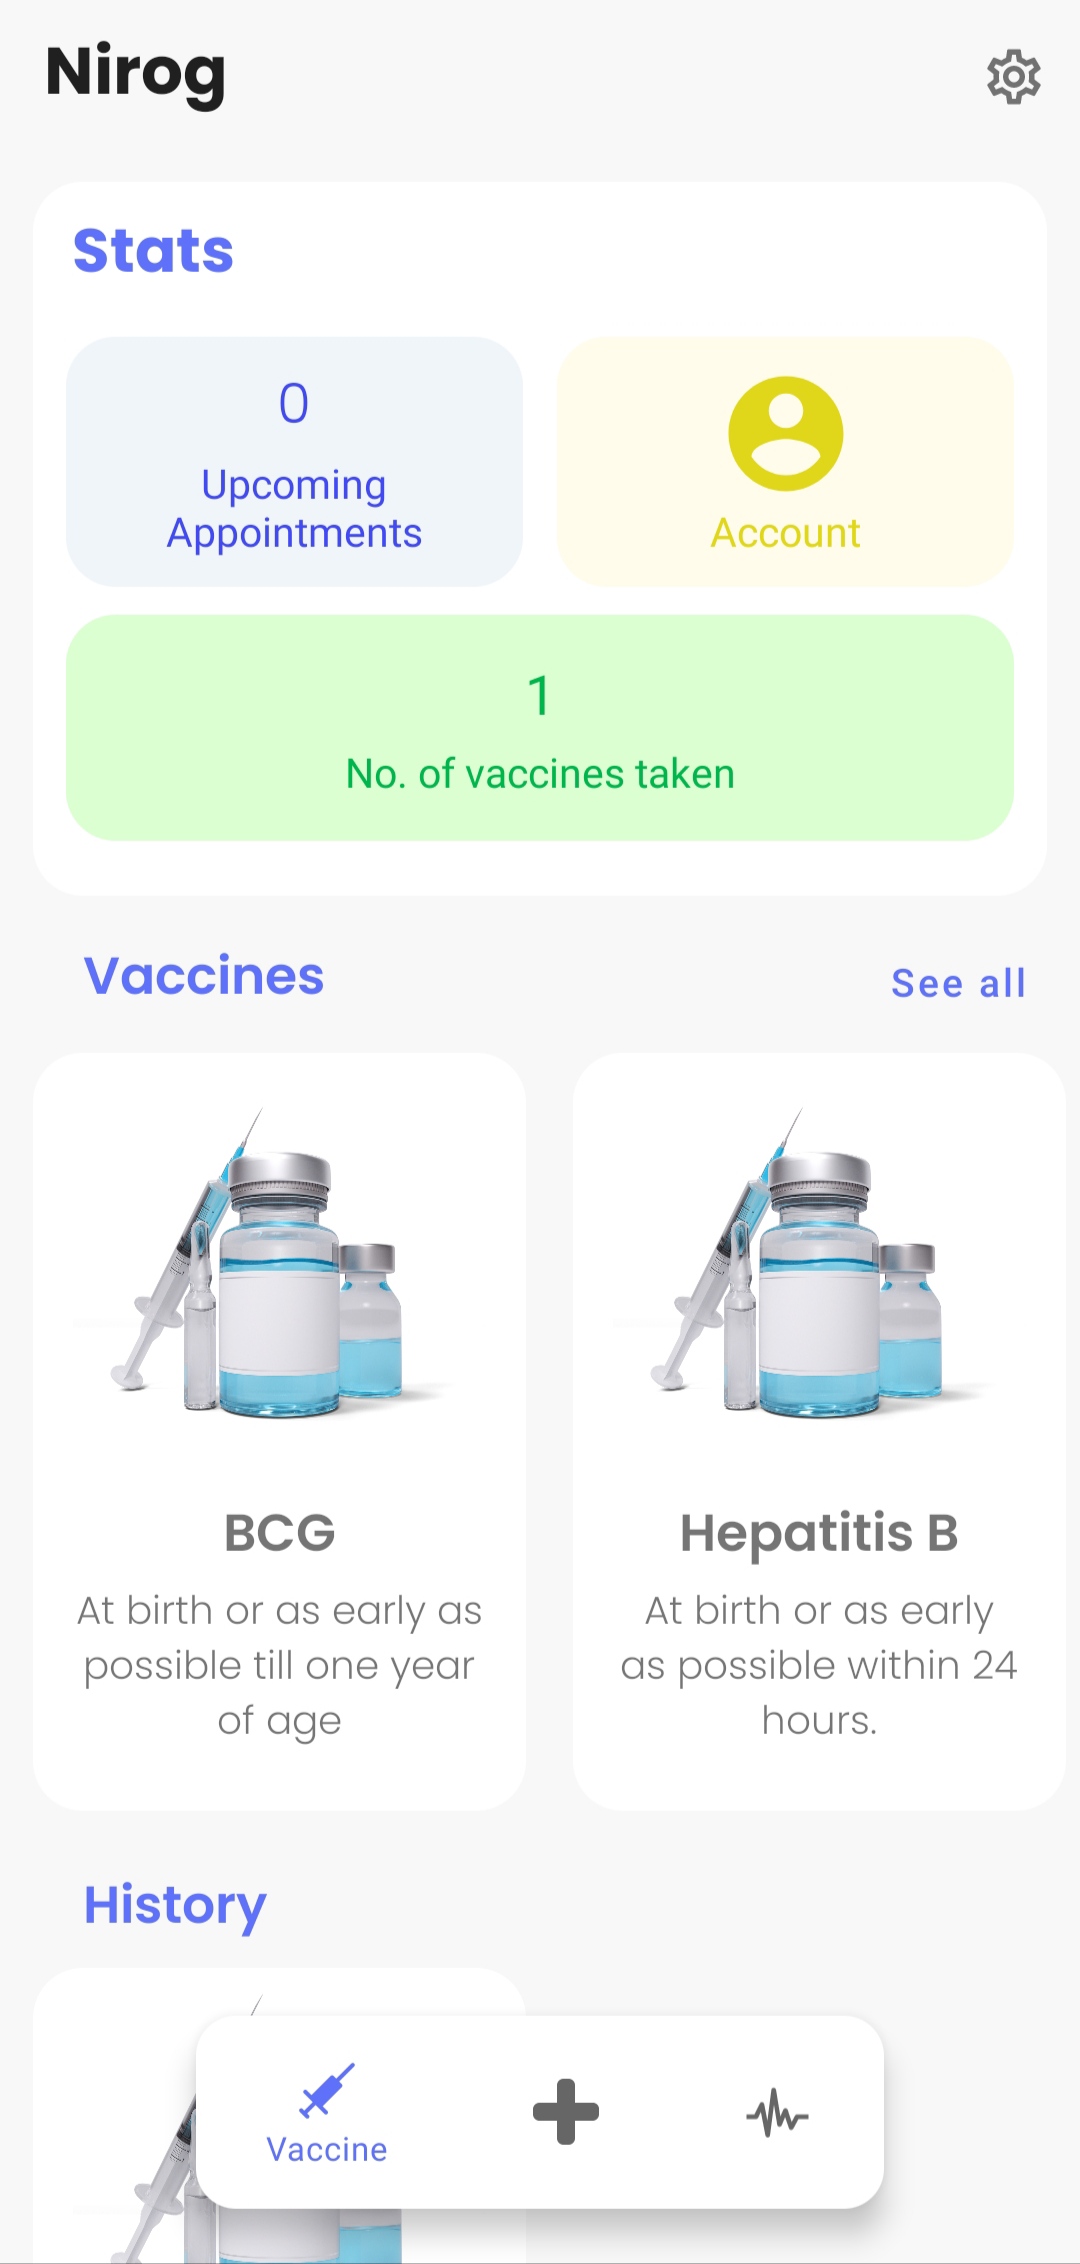 Nirog
Stats
0
Upcoming
Appointments
Account
1
No. of vaccines taken
Vaccines
See all
BCG
At birth or as early as
possible till one year
of age
Hepatitis B
At birth or as early
as possible within 24
hours.
History
Vaccine